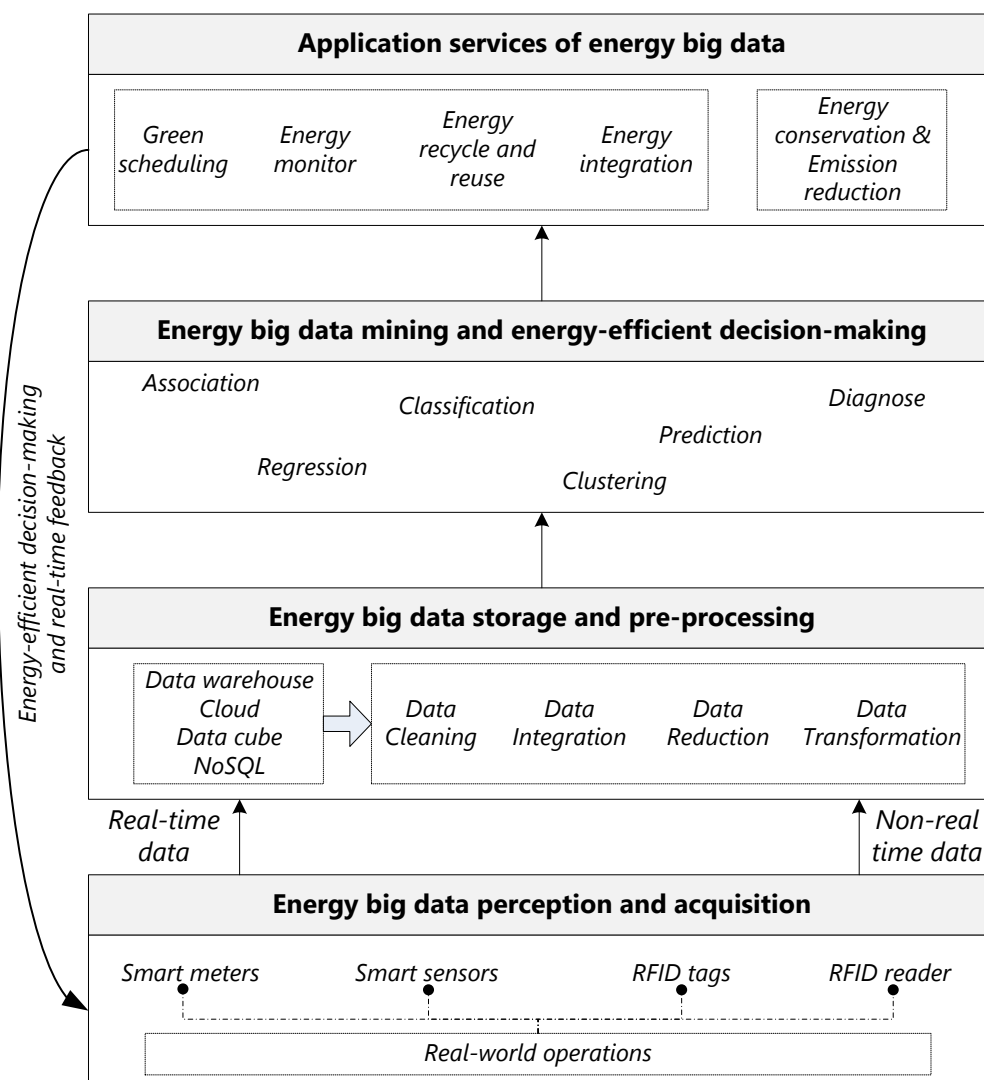 Application services of energy big data
Green
scheduling
Energy
monitor
Energy
recycle and
reuse
Energy
integration
Energy
conservation &
Emission
reduction
Energy big data mining and energy-efficient decision-making
Association
Classification
Diagnose
Prediction
Regression
Clustering
Energy-efficient decision-making
and real-time feedback
Energy big data storage and pre-processing
Data warehouse
Cloud
Data cube
NoSQL
Data
Cleaning
Data
Integration
Data
Reduction
Data
Transformation
Real-time
data
Non-real
time data
Energy big data perception and acquisition
Smart meters
Smart sensors
RFID tags
RFID reader
Real-world operations